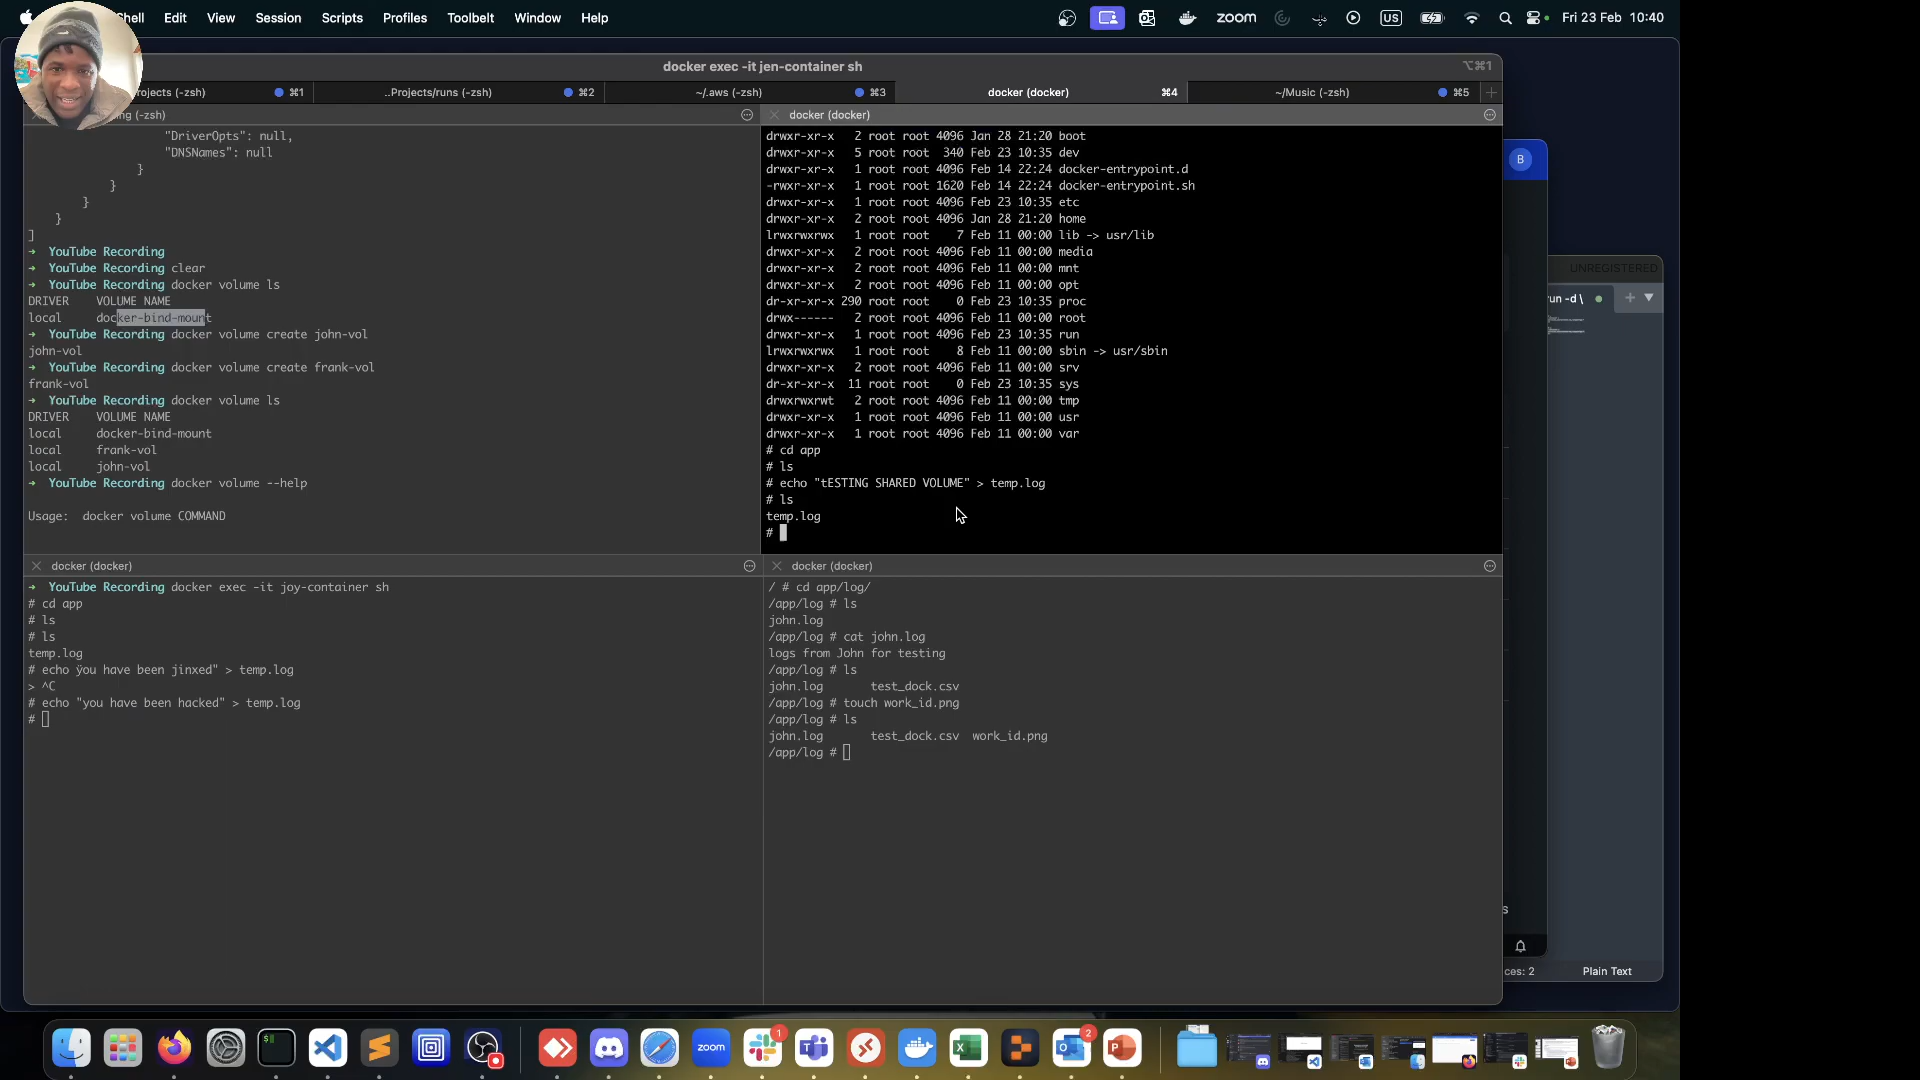 Shell Edit View Session Scripts Profiles Toolbelt Window Help
zoom US Fri 23 Feb 10:40
docker exec -it jen-container sh ⌥⌘1
rojects (-zsh) ⌘1 ..Projects/runs (-zsh) ⌘2 ~/.aws (-zsh) ⌘3 docker (docker) ⌘4 ~/Music (-zsh) ⌘5
(-zsh)
"DriverOpts": null,
"DNSNames": null
}
}
}
}
]
➜ YouTube Recording
➜ YouTube Recording clear
➜ YouTube Recording docker volume ls
DRIVER VOLUME NAME
local docker-bind-mount
➜ YouTube Recording docker volume create john-vol
john-vol
➜ YouTube Recording docker volume create frank-vol
frank-vol
➜ YouTube Recording docker volume ls
DRIVER VOLUME NAME
local docker-bind-mount
local frank-vol
local john-vol
➜ YouTube Recording docker volume --help
Usage: docker volume COMMAND
docker (docker)
drwxr-xr-x 2 root root 4096 Jan 28 21:20 boot
drwxr-xr-x 5 root root 340 Feb 23 10:35 dev
drwxr-xr-x 1 root root 4096 Feb 14 22:24 docker-entrypoint.d
-rwxr-xr-x 1 root root 1620 Feb 14 22:24 docker-entrypoint.sh
drwxr-xr-x 1 root root 4096 Feb 23 10:35 etc
drwxr-xr-x 2 root root 4096 Jan 28 21:20 home
lrwxrwxrwx 1 root root 7 Feb 11 00:00 lib -> usr/lib
drwxr-xr-x 2 root root 4096 Feb 11 00:00 media
drwxr-xr-x 2 root root 4096 Feb 11 00:00 mnt
drwxr-xr-x 2 root root 4096 Feb 11 00:00 opt
dr-xr-xr-x 290 root root 0 Feb 23 10:35 proc
drwx------ 2 root root 4096 Feb 11 00:00 root
drwxr-xr-x 1 root root 4096 Feb 23 10:35 run
lrwxrwxrwx 1 root root 8 Feb 11 00:00 sbin -> usr/sbin
drwxr-xr-x 2 root root 4096 Feb 11 00:00 srv
dr-xr-xr-x 11 root root 0 Feb 23 10:35 sys
drwxrwxrwt 2 root root 4096 Feb 11 00:00 tmp
drwxr-xr-x 1 root root 4096 Feb 11 00:00 usr
drwxr-xr-x 1 root root 4096 Feb 11 00:00 var
# cd app
# ls
# echo "tESTING SHARED VOLUME" > temp.log
# ls
temp.log
#
docker (docker)
➜ YouTube Recording docker exec -it joy-container sh
# cd app
# ls
# ls
temp.log
# echo ÿou have been jinxed" > temp.log
> ^C
# echo "you have been hacked" > temp.log
#
docker (docker)
/ # cd app/log/
/app/log # ls
john.log
/app/log # cat john.log
logs from John for testing
/app/log # ls
john.log test_dock.csv
/app/log # touch work_id.png
/app/log # ls
john.log test_dock.csv work_id.png
/app/log #
B
UNREGISTERED
run -d \
s
ces: 2 Plain Text
zoom
1
2